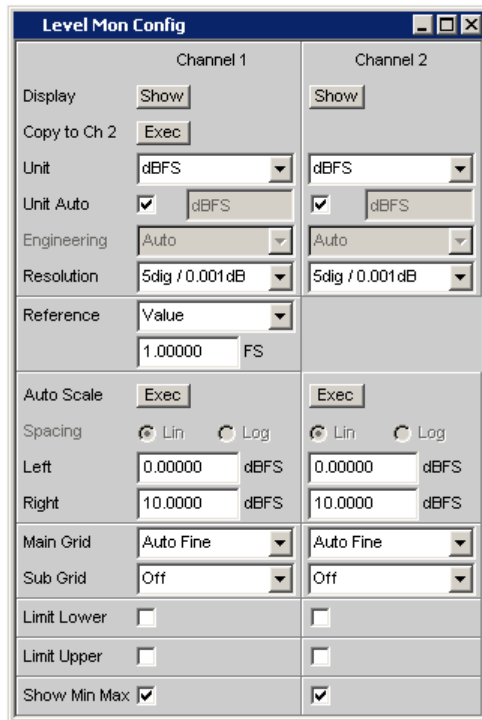 Level Mon Config
Channel 1 Channel 2
Display Show Show
Copy to Ch 2 Exec
Unit dBFS dBFS
Unit Auto dBFS dBFS
Engineering Auto Auto
Resolution 5dig / 0.001dB 5dig / 0.001dB
Reference Value
1.00000 FS
Auto Scale Exec Exec
Spacing Lin Log Lin Log
Left 0.00000 dBFS 0.00000 dBFS
Right 10.0000 dBFS 10.0000 dBFS
Main Grid Auto Fine Auto Fine
Sub Grid Off Off
Limit Lower
Limit Upper
Show Min Max